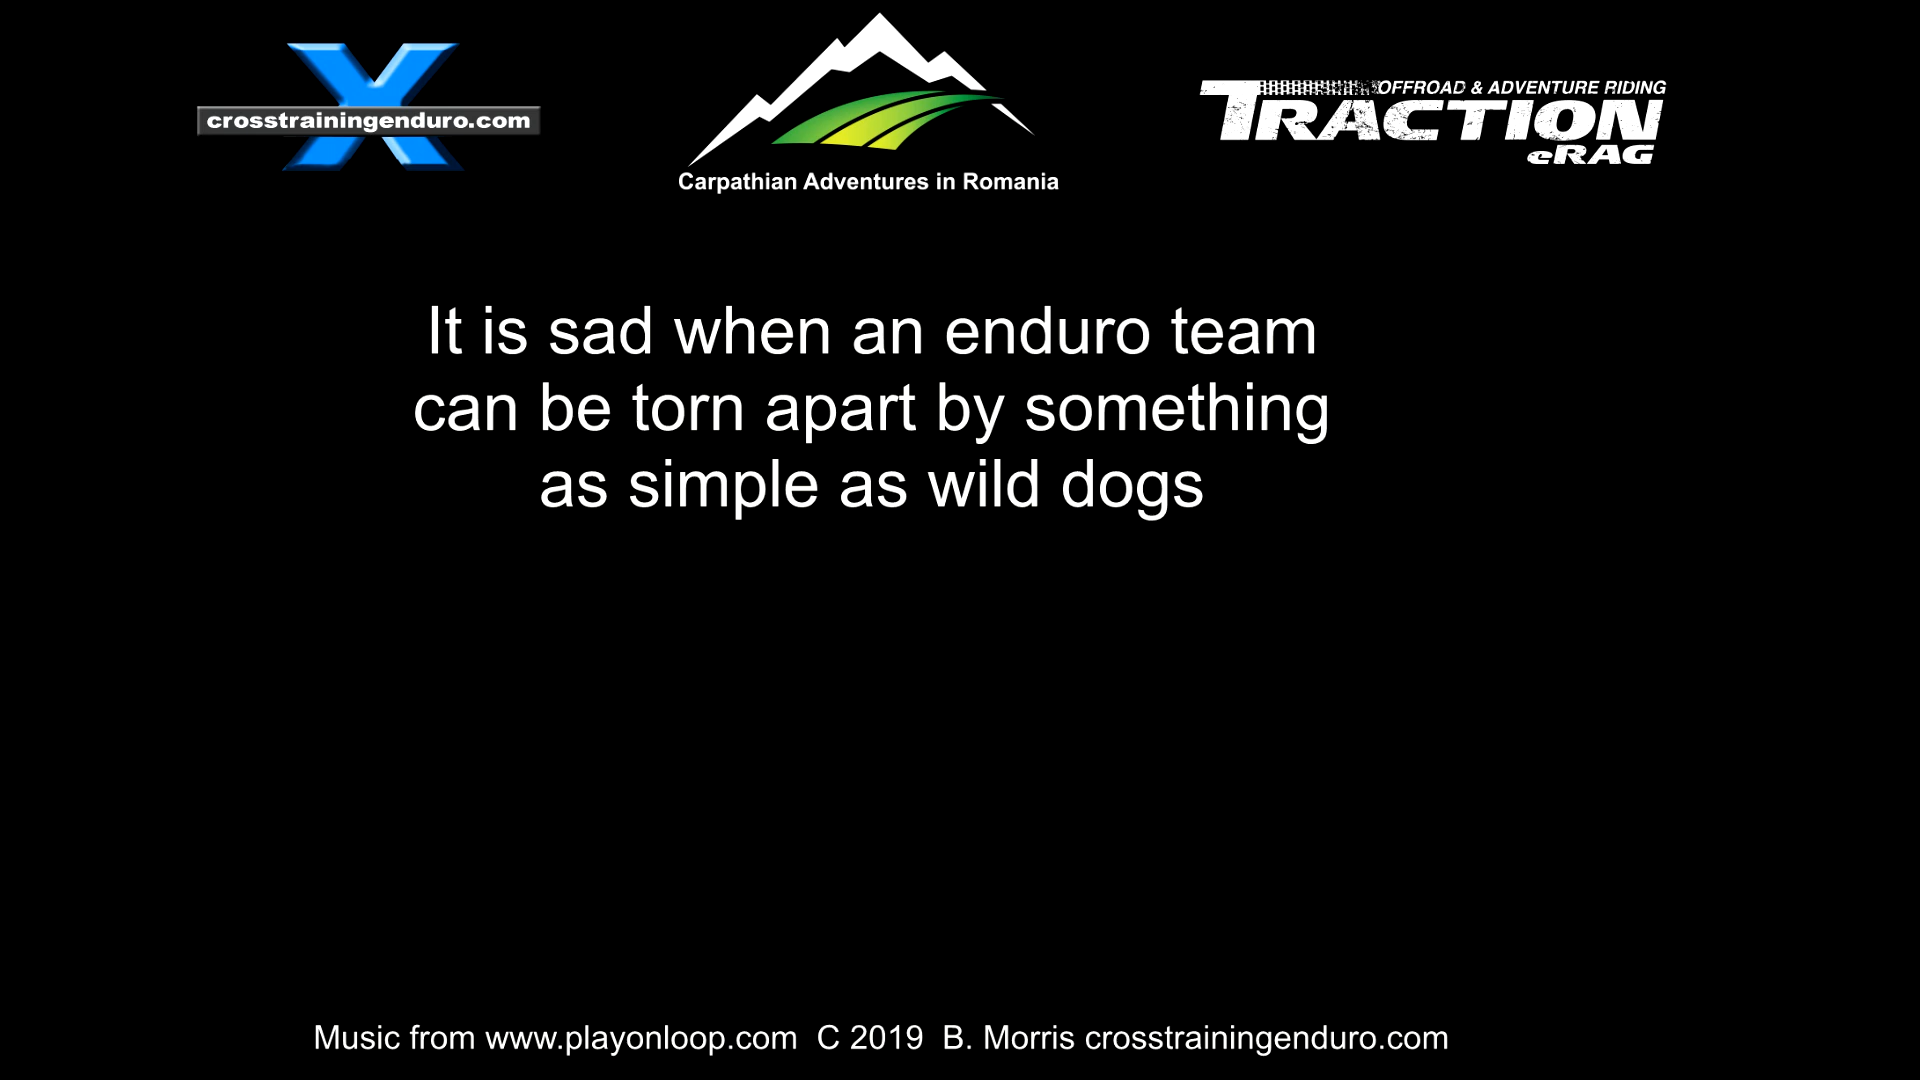 crosstrainingenduro.com
Carpathian Adventures in Romania
OFFROAD & ADVENTURE RIDING
TRACTION
eRAG
It is sad when an enduro team
can be torn apart by something
as simple as wild dogs
Music from www.playonloop.com  C 2019  B. Morris crosstrainingenduro.com